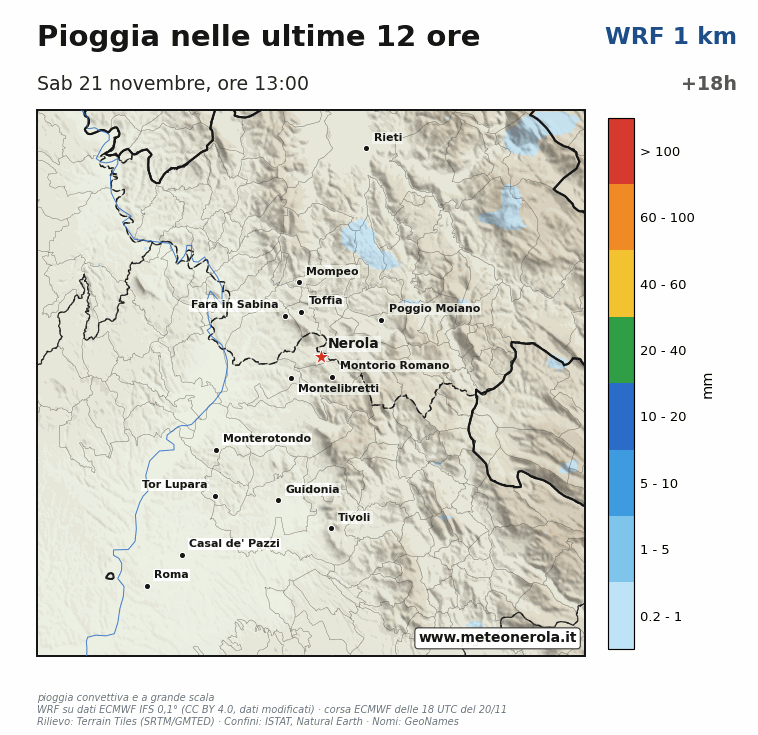 Pioggia nelle ultime 12 ore
WRF 1 km
Sab 21 novembre, ore 13:00
+18h
Rieti
Mompeo
Fara in Sabina
Toffia
Poggio Moiano
Nerola
Montorio Romano
Montelibretti
Monterotondo
Tor Lupara
Guidonia
Tivoli
Casal de' Pazzi
Roma
www.meteonerola.it
> 100
60 - 100
40 - 60
20 - 40
10 - 20
5 - 10
1 - 5
0.2 - 1
mm
pioggia convettiva e a grande scala
WRF su dati ECMWF IFS 0,1° (CC BY 4.0, dati modificati) · corsa ECMWF delle 18 UTC del 20/11
Rilievo: Terrain Tiles (SRTM/GMTED) · Confini: ISTAT, Natural Earth · Nomi: GeoNames